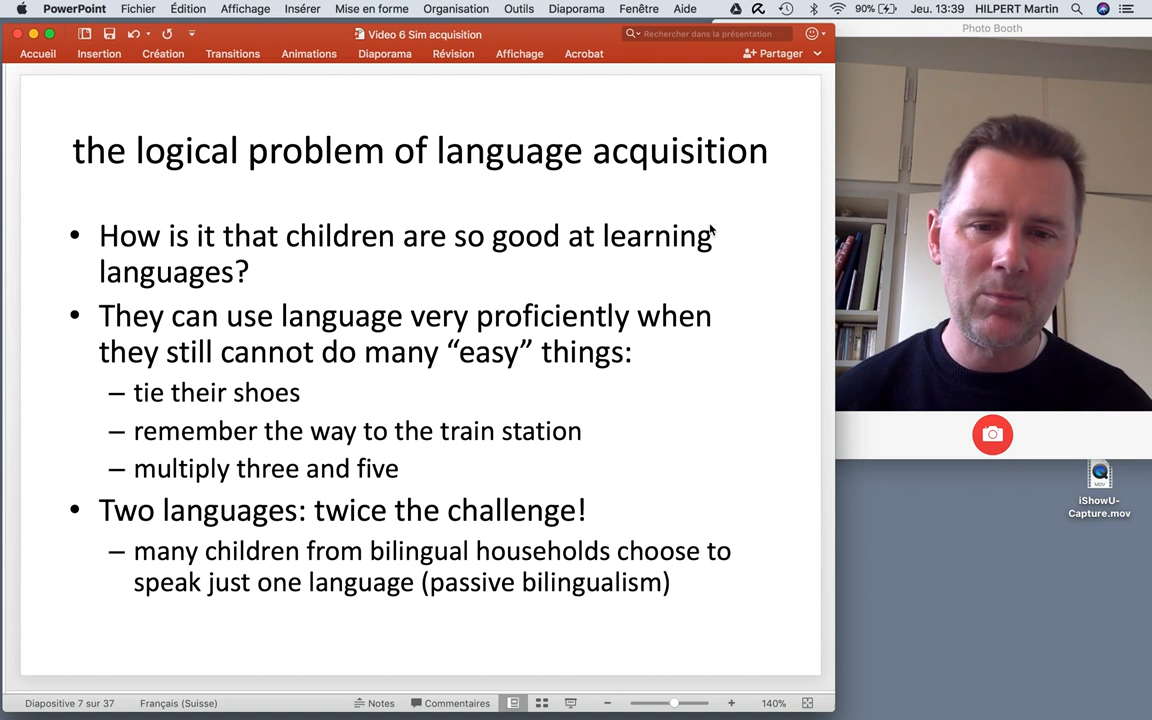 PowerPoint Fichier Édition Affichage Insérer Mise en forme Organisation Outils Diaporama Fenêtre Aide 90% Jeu. 13:39 HILPERT Martin
Video 6 Sim acquisition
Rechercher dans la présentation
Photo Booth
Accueil Insertion Création Transitions Animations Diaporama Révision Affichage Acrobat Partager
the logical problem of language acquisition
• How is it that children are so good at learning
languages?
• They can use language very proficiently when
they still cannot do many “easy” things:
– tie their shoes
– remember the way to the train station
– multiply three and five
• Two languages: twice the challenge!
– many children from bilingual households choose to
speak just one language (passive bilingualism)
MOV
iShowU-
Capture.mov
Diapositive 7 sur 37 Français (Suisse) Notes Commentaires 140%